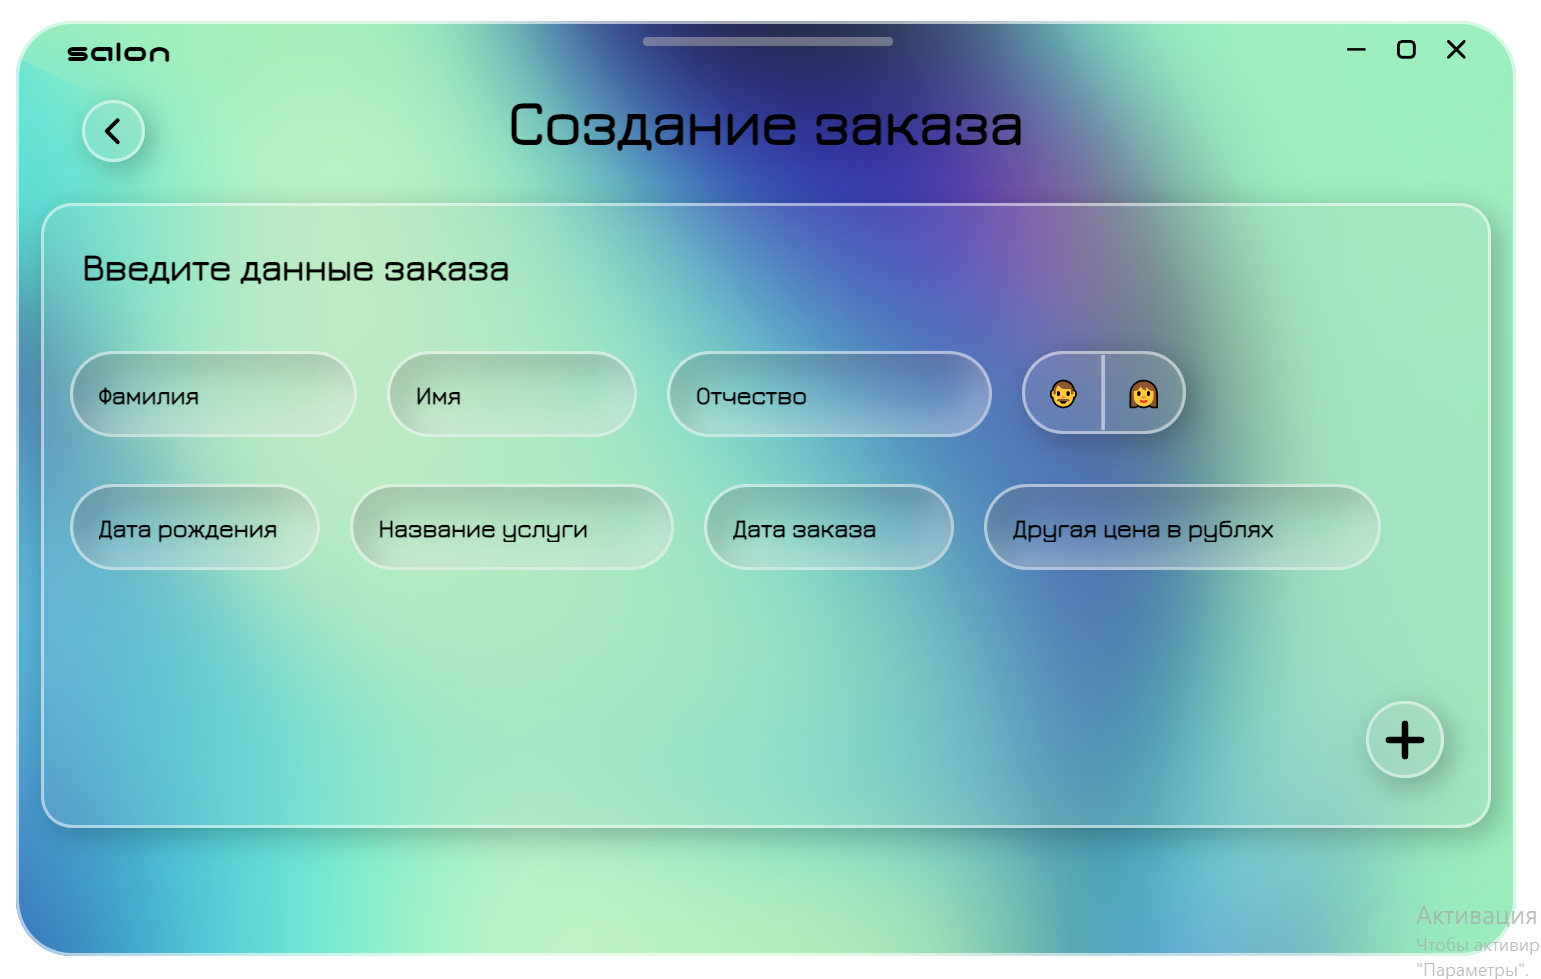 salon
Создание заказа
Введите данные заказа
Фамилия Имя Отчество
Дата рождения Название услуги Дата заказа Другая цена в рублях
Активация
Чтобы активир
"Параметры".